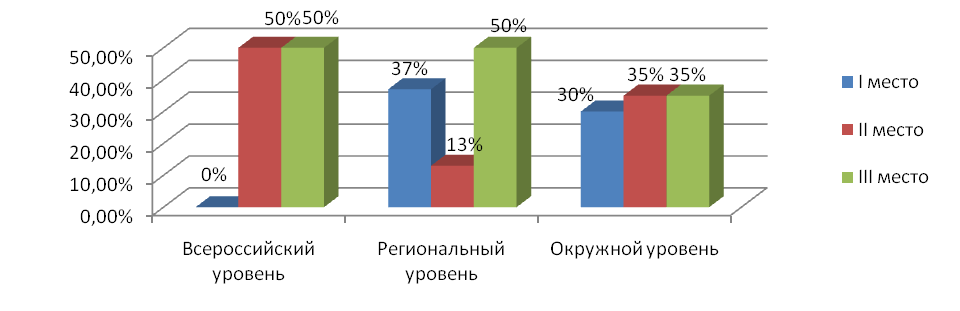 50%
50%
50%
50,00%
37%
35%
35%
40,00%
30%
30,00%
13%
20,00%
0%
10,00%
0,00%
Всероссийский
уровень
Региональный
уровень
Окружной уровень
I место
II место
III место